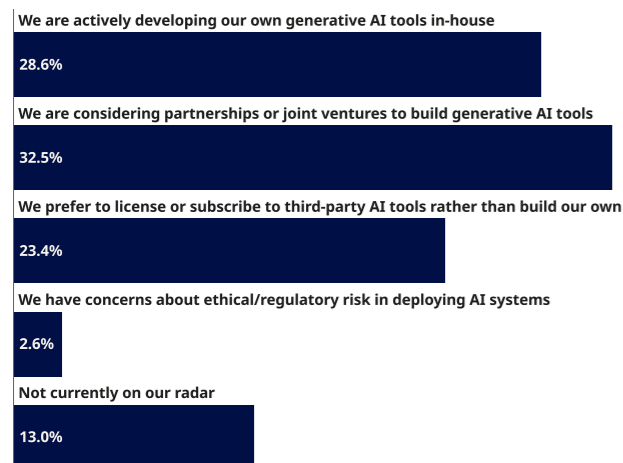 We are actively developing our own generative AI tools in-house
28.6%
We are considering partnerships or joint ventures to build generative AI tools
32.5%
We prefer to license or subscribe to third-party AI tools rather than build our own
23.4%
We have concerns about ethical/regulatory risk in deploying AI systems
2.6%
Not currently on our radar
13.0%